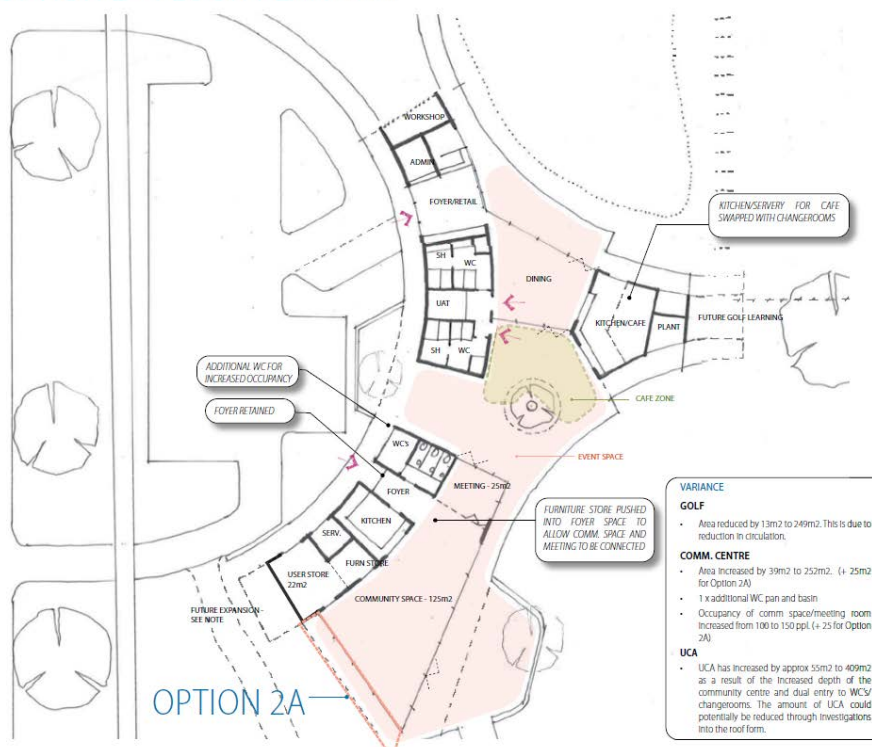 WORKSHOP
ADMIN
FOYER/RETAIL
KITCHEN/SERVERY FOR CAFE
SWAPPED WITH CHANGEROOMS
SH
WC
DINING
UAT
KITCHEN/CAFE
PLANT
FUTURE GOLF LEARNING
SH
WC
ADDITIONAL WC FOR
INCREASED OCCUPANCY
CAFE ZONE
FOYER RETAINED
WC's
EVENT SPACE
MEETING - 25m2
FOYER
FURNITURE STORE PUSHED
INTO FOYER SPACE TO
ALLOW COMM. SPACE AND
MEETING TO BE CONNECTED
KITCHEN
SERV.
FURN STORE
USER STORE
22m2
COMMUNITY SPACE - 125m2
FUTURE EXPANSION -
SEE NOTE
OPTION 2A
VARIANCE
GOLF
• Area reduced by 13m2 to 249m2. This is due to
reduction in circulation.
COMM. CENTRE
• Area increased by 39m2 to 252m2. (+ 25m2
for Option 2A)
• 1 x additional WC pan and basin
• Occupancy of comm space/meeting room
increased from 100 to 150 ppl. (+ 25 for Option
2A)
UCA
• UCA has increased by approx 55m2 to 409m2
as a result of the increased depth of the
community centre and dual entry to WC's/
changerooms. The amount of UCA could
potentially be reduced through investigations
into the roof form.